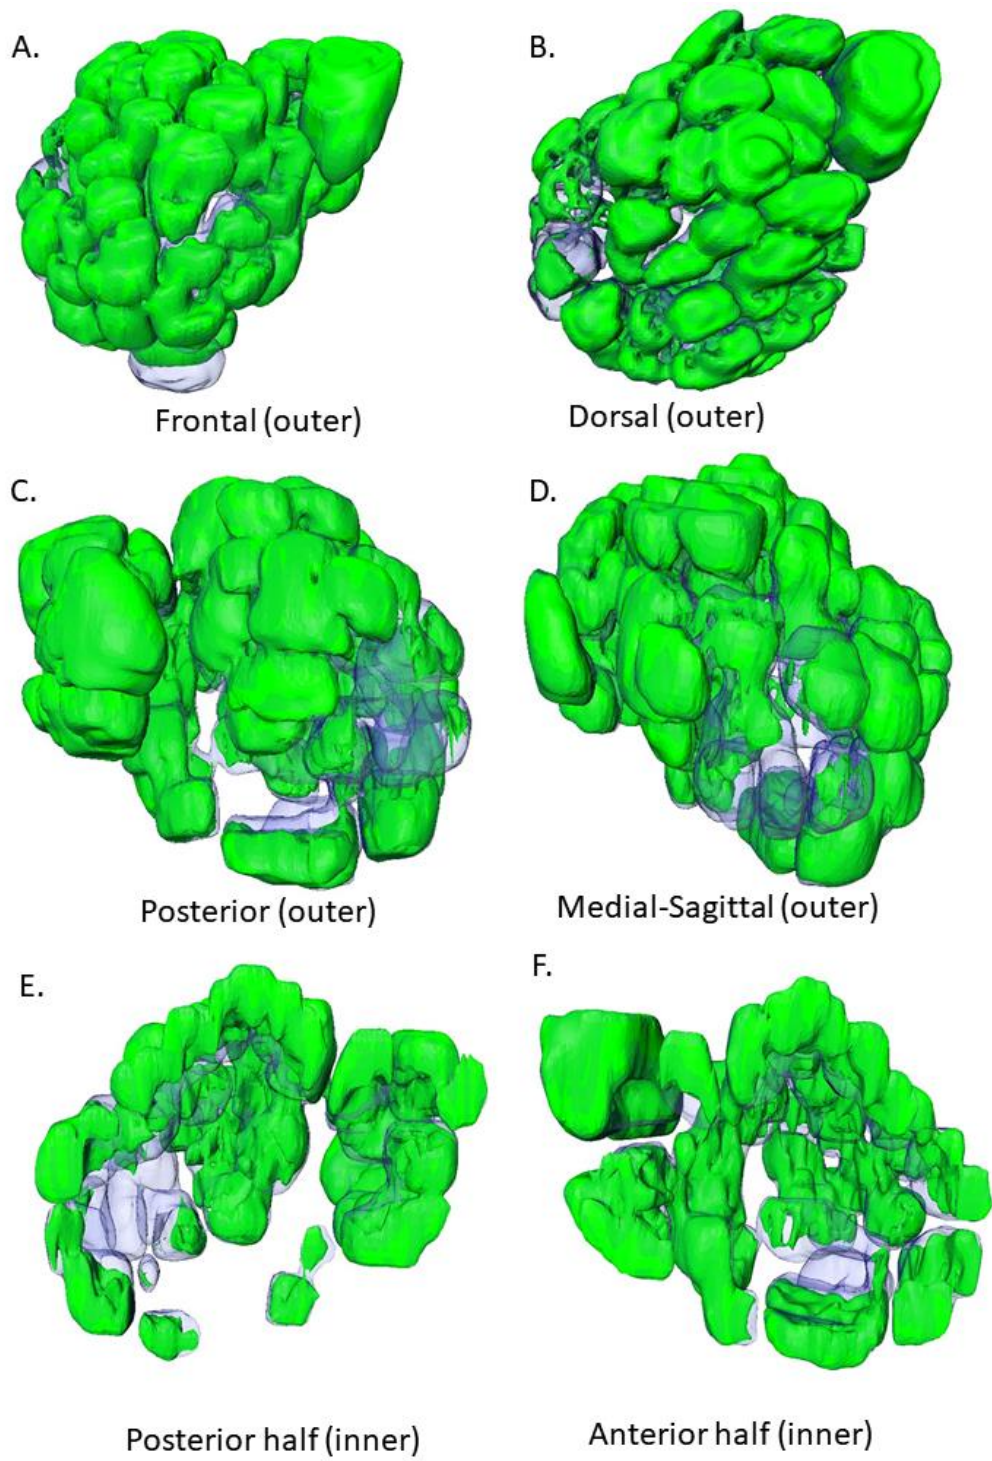 A.
B.
Frontal (outer)
Dorsal (outer)
C.
D.
Posterior (outer)
Medial-Sagittal (outer)
E.
F.
Posterior half (inner)
Anterior half (inner)